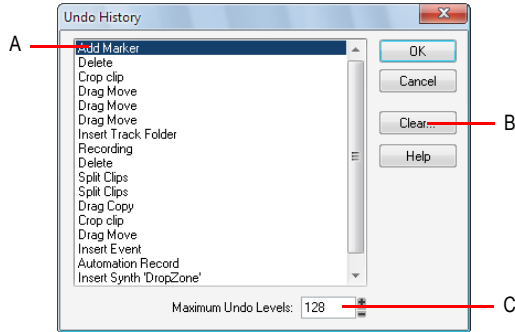 Undo History
A
Add Marker
Delete
Crop clip
Drag Move
Drag Move
Drag Move
Insert Track Folder
Recording
Delete
Split Clips
Split Clips
Drag Copy
Crop clip
Drag Move
Insert Event
Automation Record
Insert Synth 'DropZone'
OK
Cancel
Clear...
B
Help
Maximum Undo Levels: 128
C